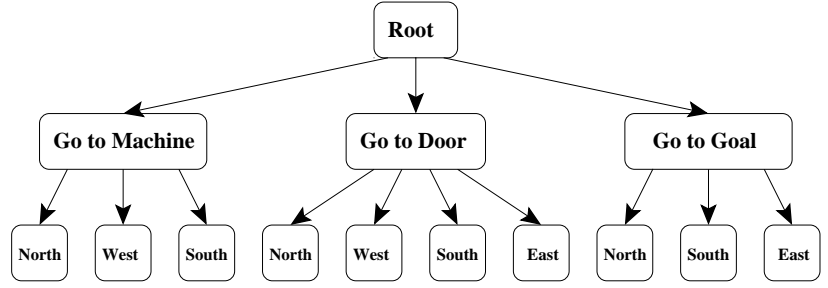 Root
Go to Machine
Go to Door
Go to Goal
North
West
South
North
West
South
East
North
South
East